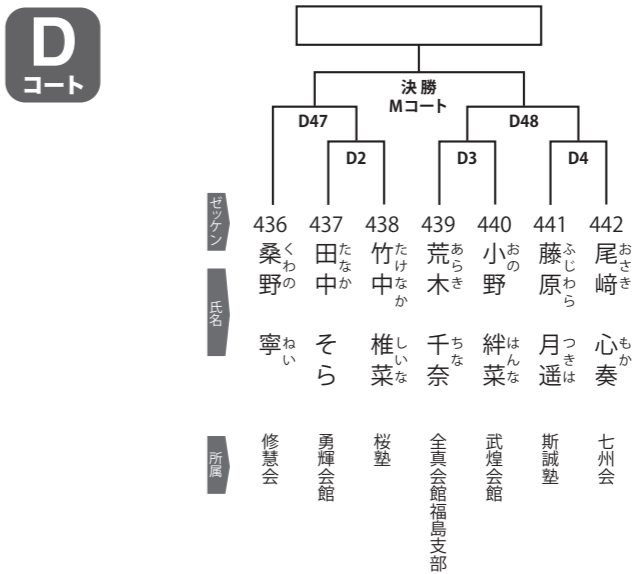 D
コート
決勝
Mコート
D47
D48
D2
D3
D4
ゼッケン
436
437
438
439
440
441
442
氏名
桑野 寧
くわの ねい
田中 そら
たなか
竹中 椎菜
たけなか しいな
荒木 千奈
あらき ちな
小野 絆菜
おの はんな
藤原 月遥
ふじわら つきは
尾﨑 心奏
おさき もか
所属
修慧会
勇輝会館
桜塾
全真会館福島支部
武煌会館
斯誠塾
七州会